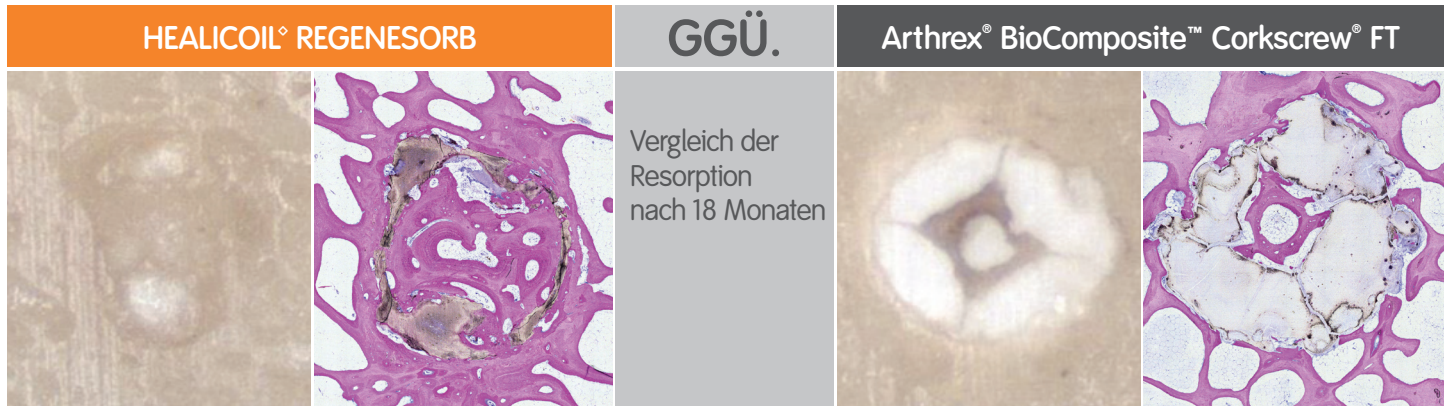 HEALICOIL◊ REGENESORB
GGÜ.
Arthrex® BioComposite™ Corkscrew® FT
Vergleich der
Resorption
nach 18 Monaten